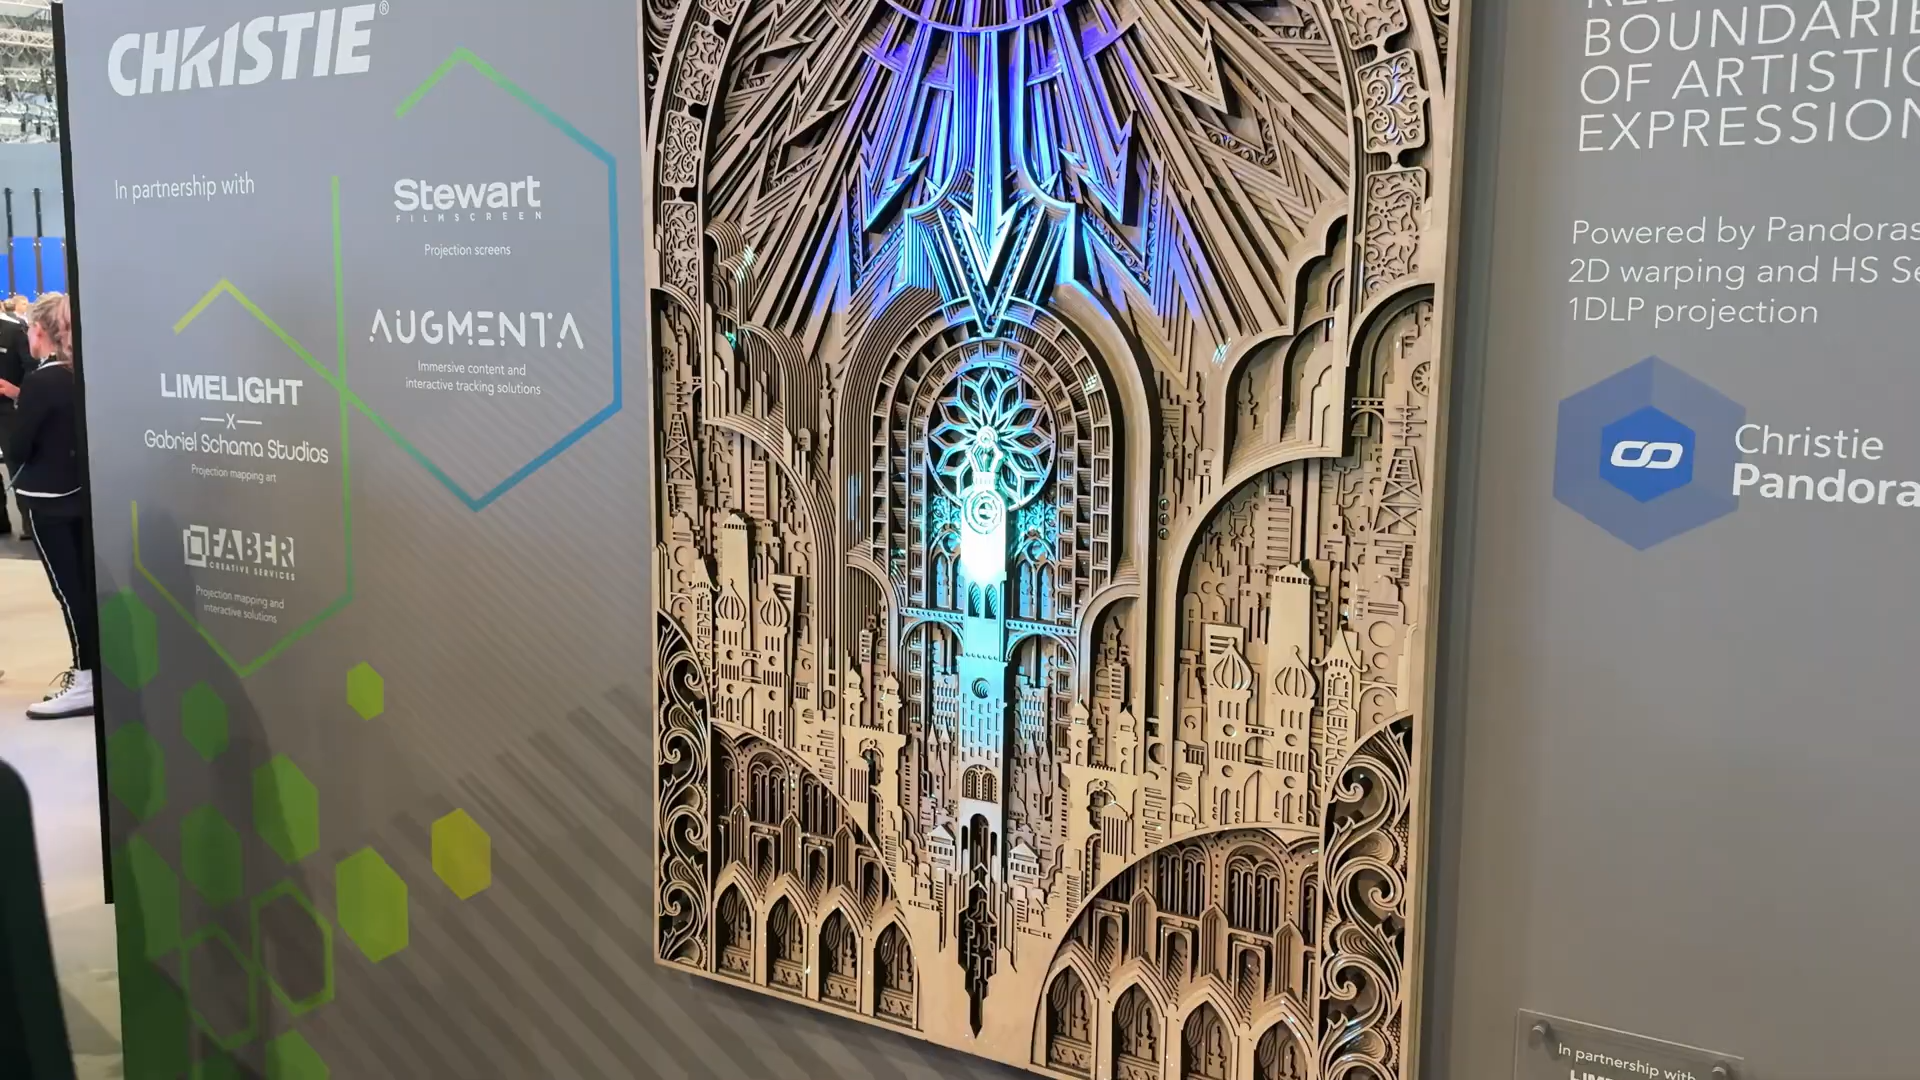 CHRISTIE®
In partnership with
Stewart
FILMSCREEN
Projection screens
AUGMENTA
Immersive content and
interactive tracking solutions
LIMELIGHT
X
Gabriel Schama Studios
Projection mapping art
FABER
CREATIVE SERVICES
Projection mapping and
interactive solutions
BOUNDARIE
OF ARTISTIC
EXPRESSION
Powered by Pandoras
2D warping and HS Se
1DLP projection
Christie
Pandora
In partnership with